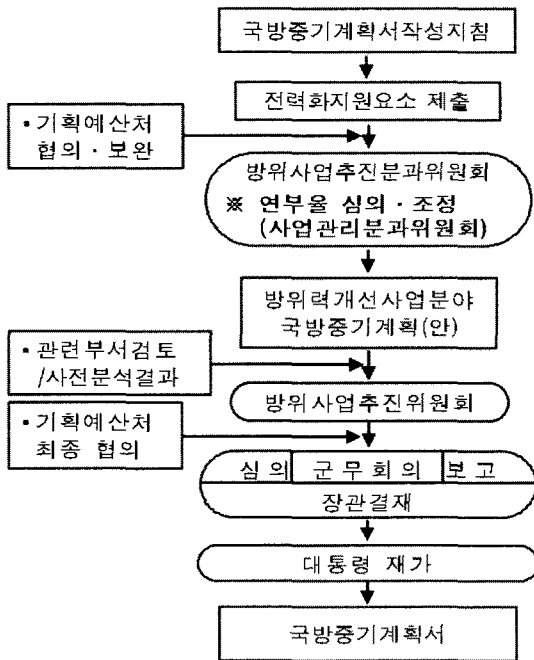 국방중기계획서작성지침
전력화지원요소 제출
• 기획예산처
협의 · 보완
방위사업추진분과위원회
※ 연부율 심의 · 조정
(사업관리분과위원회)
방위력개선사업분야
국방중기계획(안)
• 관련부서검토
/사전분석결과
방위사업추진위원회
• 기획예산처
최종 협의
심의 군무회의 보고
장관결재
대통령 재가
국방중기계획서